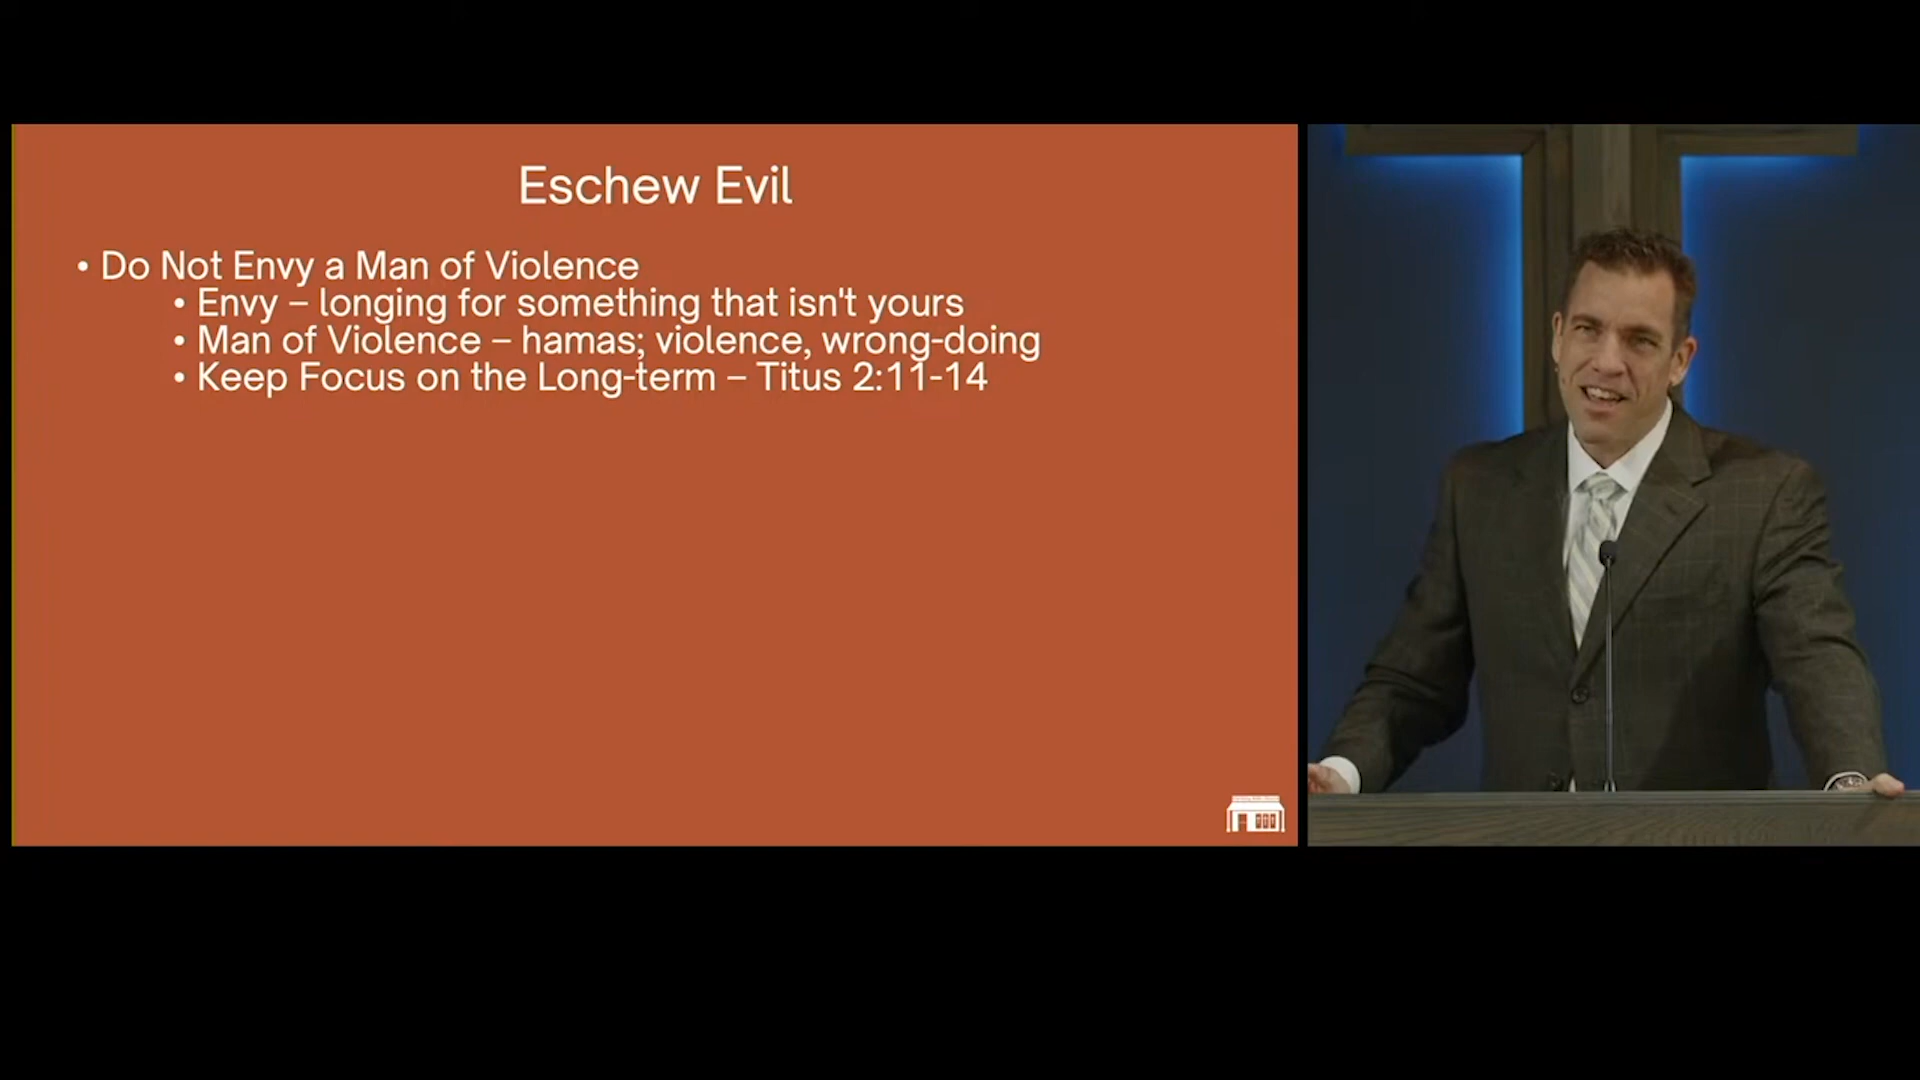 Eschew Evil
• Do Not Envy a Man of Violence
• Envy – longing for something that isn't yours
• Man of Violence – hamas; violence, wrong-doing
• Keep Focus on the Long-term – Titus 2:11-14